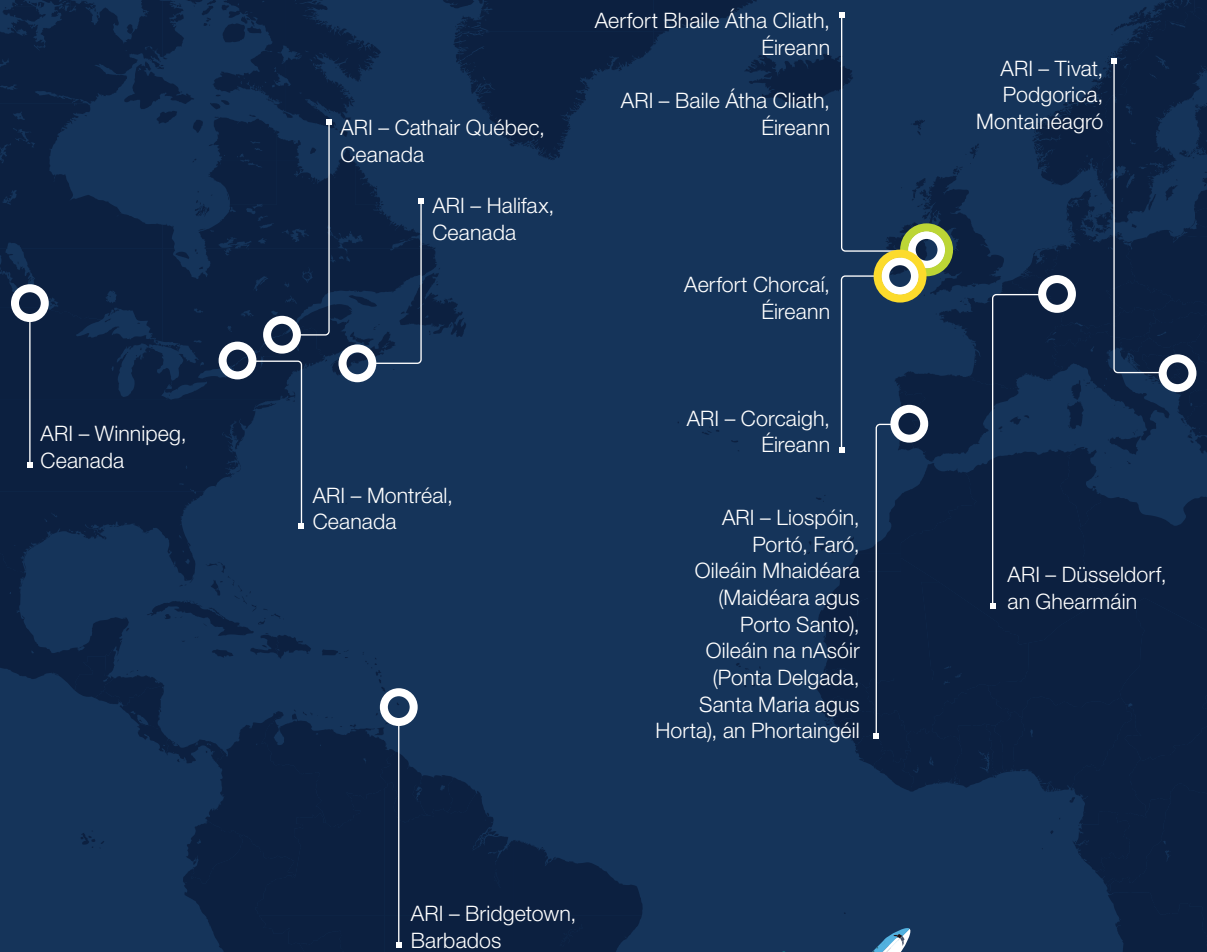 Aerfort Bhaile Átha Cliath,
Éireann
ARI – Baile Átha Cliath,
Éireann
ARI – Tivat,
Podgorica,
Montainéagró
ARI – Cathair Québec,
Ceanada
ARI – Halifax,
Ceanada
Aerfort Chorcaí,
Éireann
ARI – Corcaigh,
Éireann
ARI – Winnipeg,
Ceanada
ARI – Montréal,
Ceanada
ARI – Liospóin,
Portó, Faró,
Oileáin Mhaidéara
(Maidéara agus
Porto Santo),
Oileáin na nAsóir
(Ponta Delgada,
Santa Maria agus
Horta), an Phortaingéil
ARI – Düsseldorf,
an Ghearmáin
ARI – Bridgetown,
Barbados